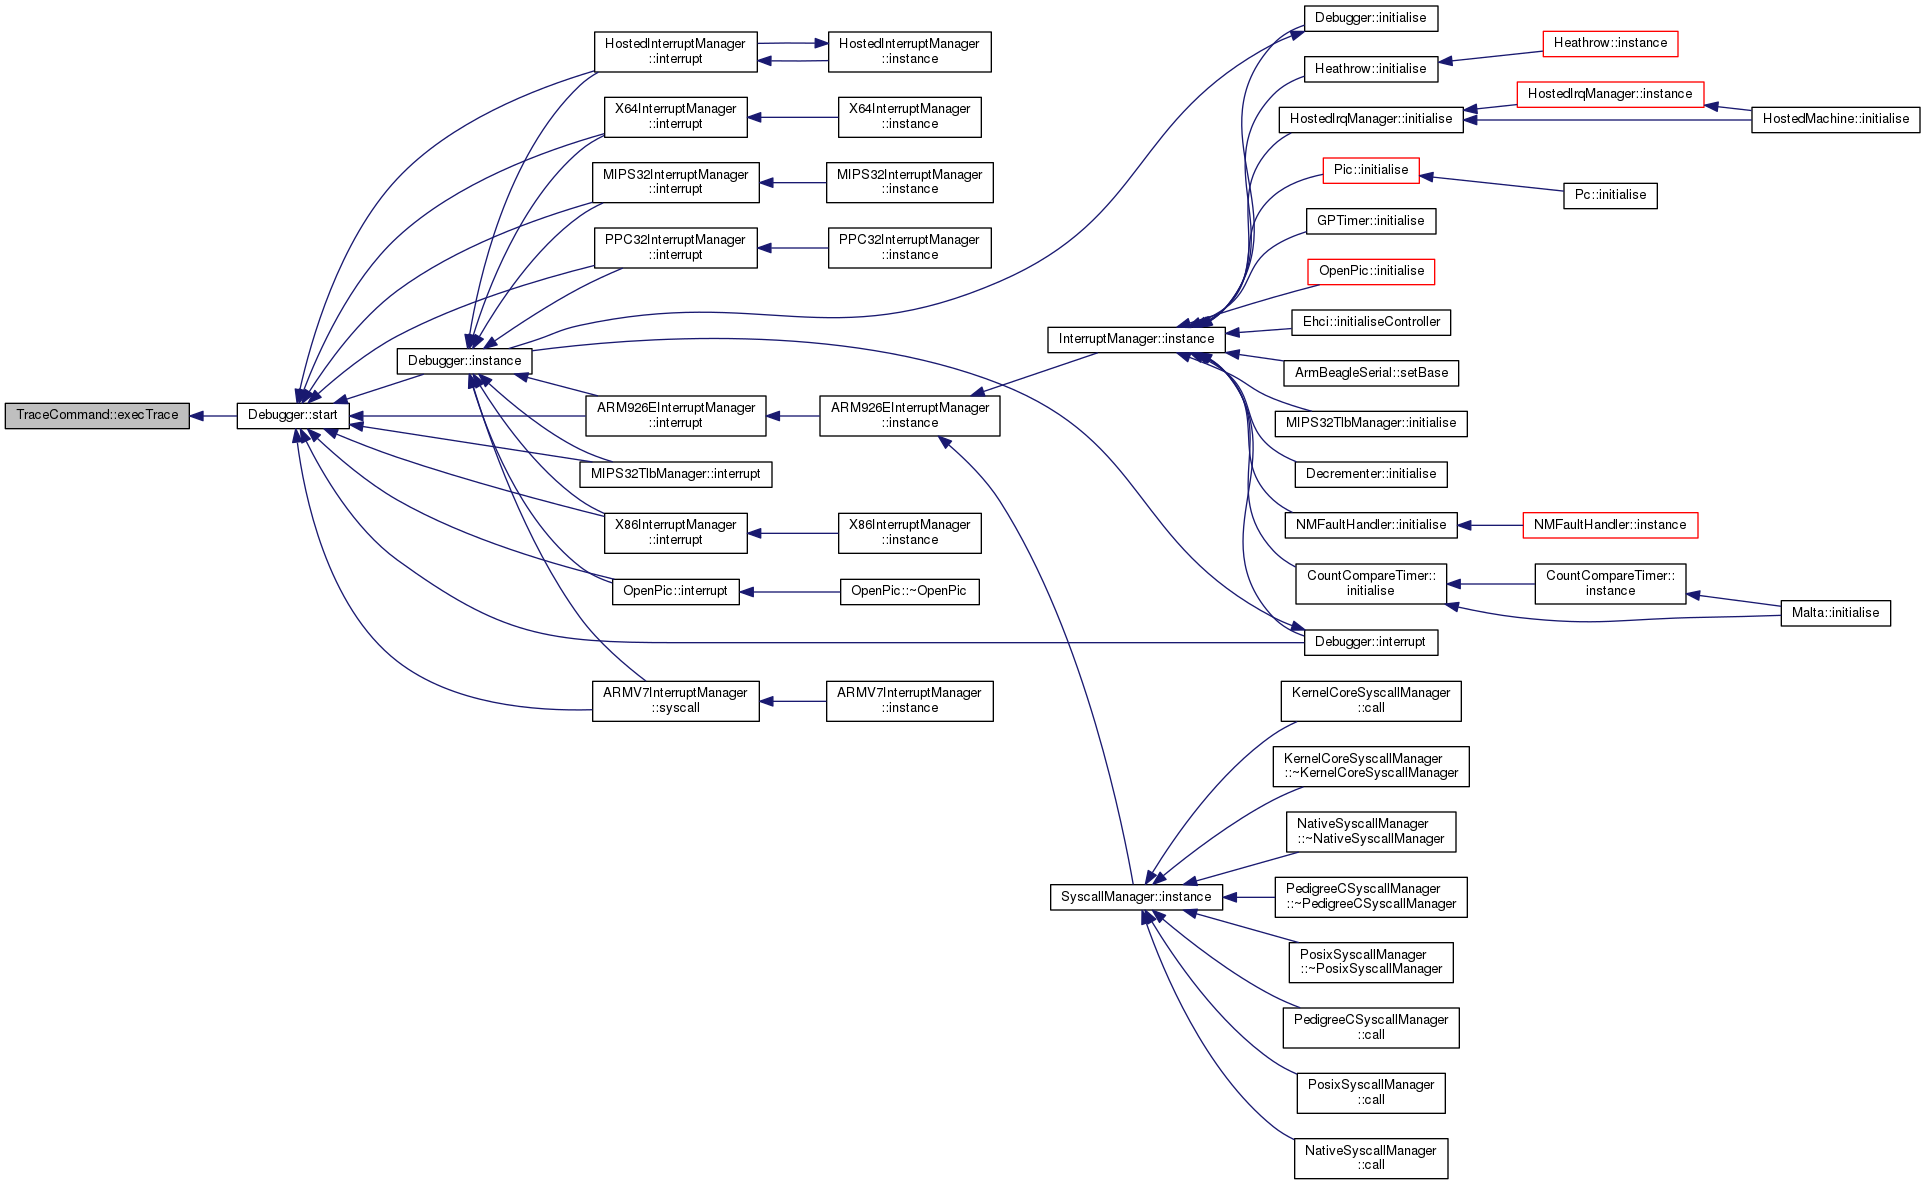 TraceCommand::execTrace
Debugger::start
Debugger::instance
HostedInterruptManager
::interrupt
X64InterruptManager
::interrupt
MIPS32InterruptManager
::interrupt
PPC32InterruptManager
::interrupt
ARM926EInterruptManager
::interrupt
MIPS32TlbManager::interrupt
X86InterruptManager
::interrupt
OpenPic::interrupt
ARMV7InterruptManager
::syscall
HostedInterruptManager
::instance
X64InterruptManager
::instance
MIPS32InterruptManager
::instance
PPC32InterruptManager
::instance
ARM926EInterruptManager
::instance
X86InterruptManager
::instance
OpenPic::~OpenPic
ARMV7InterruptManager
::instance
InterruptManager::instance
SyscallManager::instance
Debugger::initialise
Heathrow::initialise
HostedIrqManager::initialise
Pic::initialise
GPTimer::initialise
OpenPic::initialise
Ehci::initialiseController
ArmBeagleSerial::setBase
MIPS32TlbManager::initialise
Decrementer::initialise
NMFaultHandler::initialise
CountCompareTimer::
initialise
Debugger::interrupt
KernelCoreSyscallManager
::call
KernelCoreSyscallManager
::~KernelCoreSyscallManager
NativeSyscallManager
::~NativeSyscallManager
PedigreeCSyscallManager
::~PedigreeCSyscallManager
PosixSyscallManager
::~PosixSyscallManager
PedigreeCSyscallManager
::call
PosixSyscallManager
::call
NativeSyscallManager
::call
Heathrow::instance
HostedIrqManager::instance
Pc::initialise
NMFaultHandler::instance
CountCompareTimer::
instance
HostedMachine::initialise
Malta::initialise